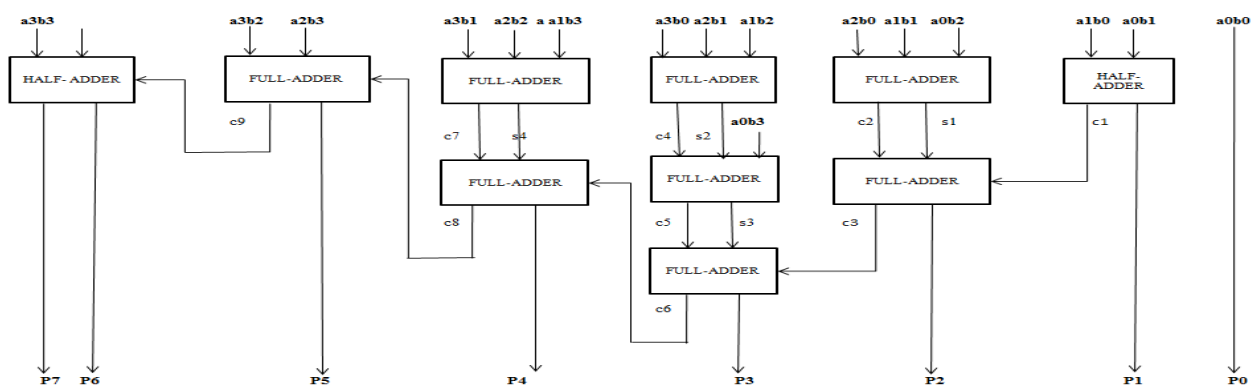 a3b3 a3b2 a2b3 a3b1 a2b2 a a1b3 a3b0 a2b1 a1b2 a2b0 a1b1 a0b2 a1b0 a0b1 a0b0
HALF- ADDER FULL-ADDER FULL-ADDER FULL-ADDER FULL-ADDER HALF-
ADDER
c9 c7 s4 c4 s2 a0b3 c2 s1 c1
FULL-ADDER FULL-ADDER FULL-ADDER
c8 c5 s3 c3
FULL-ADDER
c6
P7 P6 P5 P4 P3 P2 P1 P0